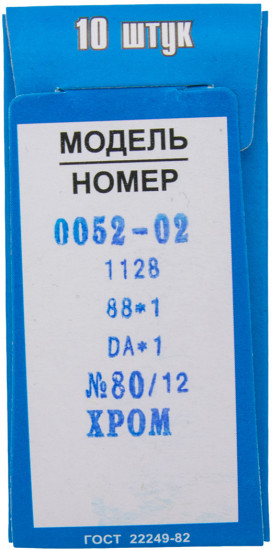 10 штук
МОДЕЛЬ
НОМЕР
0052-02
1128
88*1
DA*1
№80/12
ХРОМ
ГОСТ 22249-82